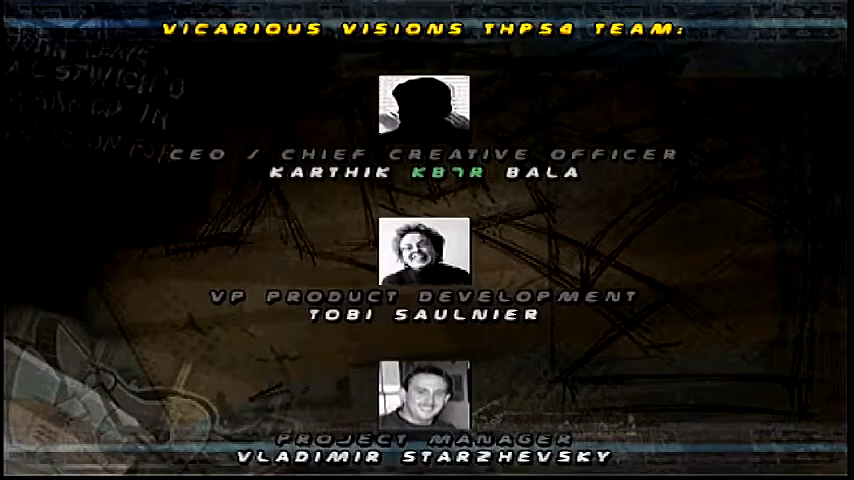 VICARIOUS VISIONS THPS4 TEAM:
CEO / CHIEF CREATIVE OFFICER
KARTHIK KB7R BALA
VP PRODUCT DEVELOPMENT
TOBI SAULNIER
PROJECT MANAGER
VLADIMIR STARZHEVSKY